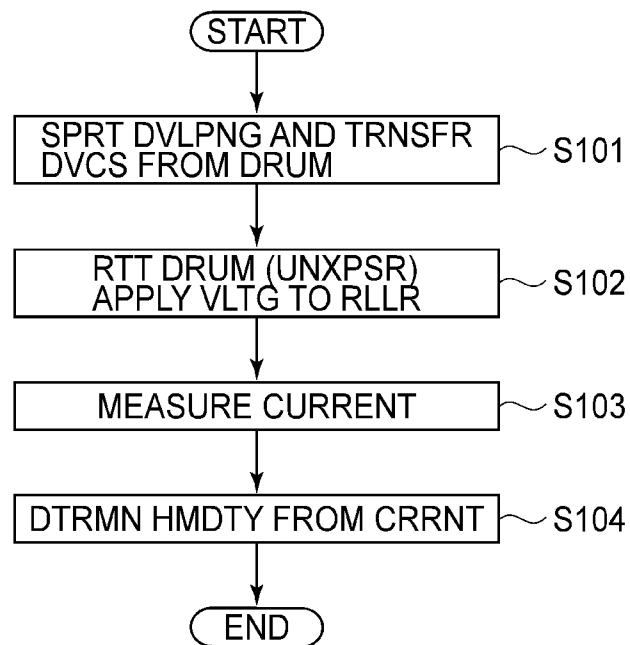 START
SPRT DVLPNG AND TRNSFR
DVCS FROM DRUM
S101
RTT DRUM (UNXPSR)
APPLY VLTG TO RLLR
S102
MEASURE CURRENT
S103
DTRMN HMDTY FROM CRRNT
S104
END